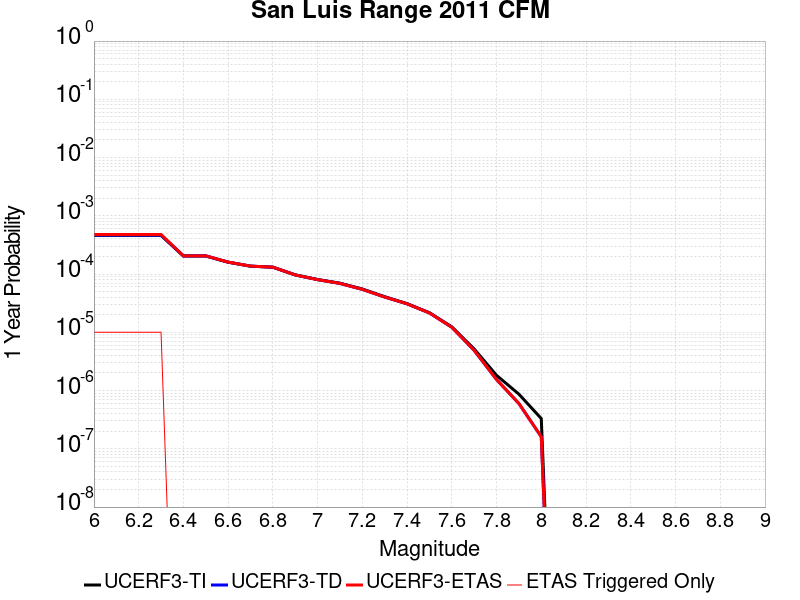 San Luis Range 2011 CFM
10^0
10^-1
10^-2
10^-3
10^-4
10^-5
10^-6
10^-7
10^-8
1 Year Probability
6 6.2 6.4 6.6 6.8 7 7.2 7.4 7.6 7.8 8 8.2 8.4 8.6 8.8 9
Magnitude
UCERF3-TI UCERF3-TD UCERF3-ETAS ETAS Triggered Only